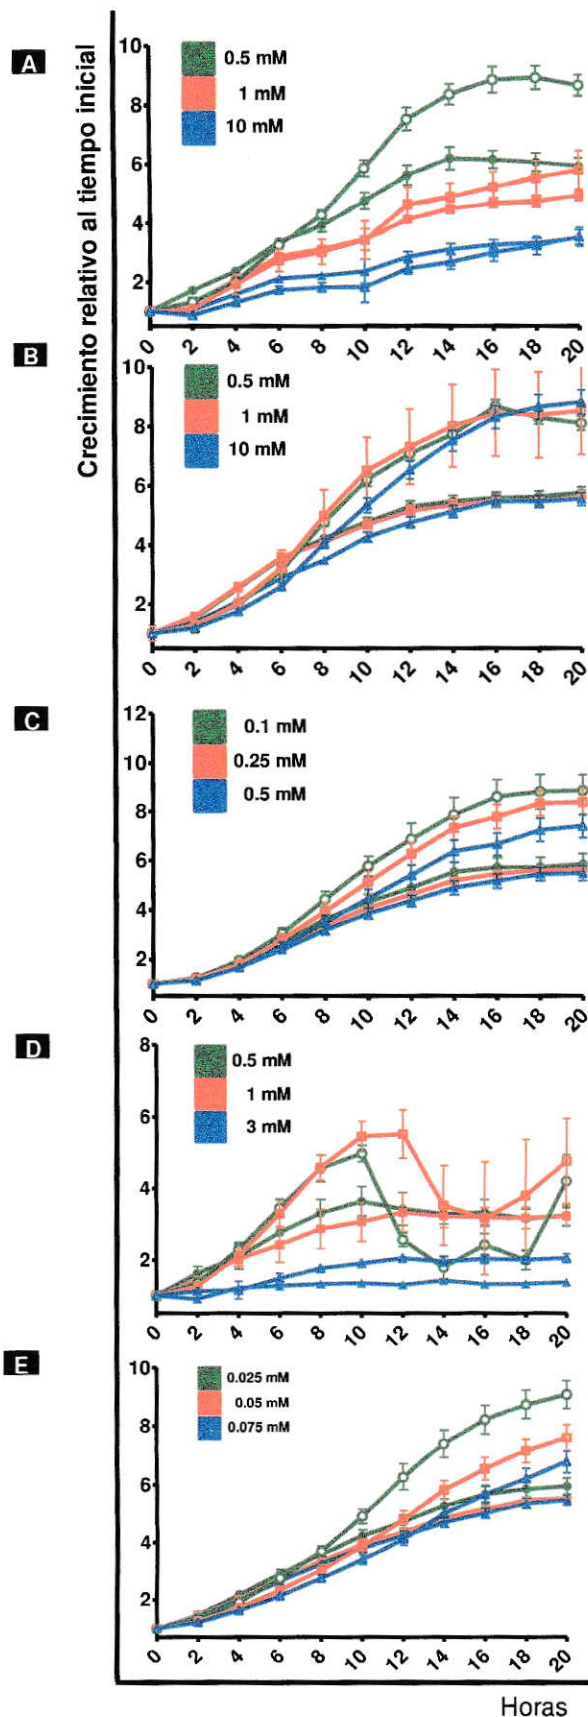 Crecimiento relativo al tiempo inicial
A
0.5 mM
1 mM
10 mM
10
8
6
4
2
0 2 4 6 8 10 12 14 16 18 20
B
0.5 mM
1 mM
10 mM
10
8
6
4
2
0 2 4 6 8 10 12 14 16 18 20
C
0.1 mM
0.25 mM
0.5 mM
12
10
8
6
4
2
0 2 4 6 8 10 12 14 16 18 20
D
0.5 mM
1 mM
3 mM
8
6
4
2
0 2 4 6 8 10 12 14 16 18 20
E
0.025 mM
0.05 mM
0.075 mM
10
8
6
4
2
0 2 4 6 8 10 12 14 16 18 20
Horas